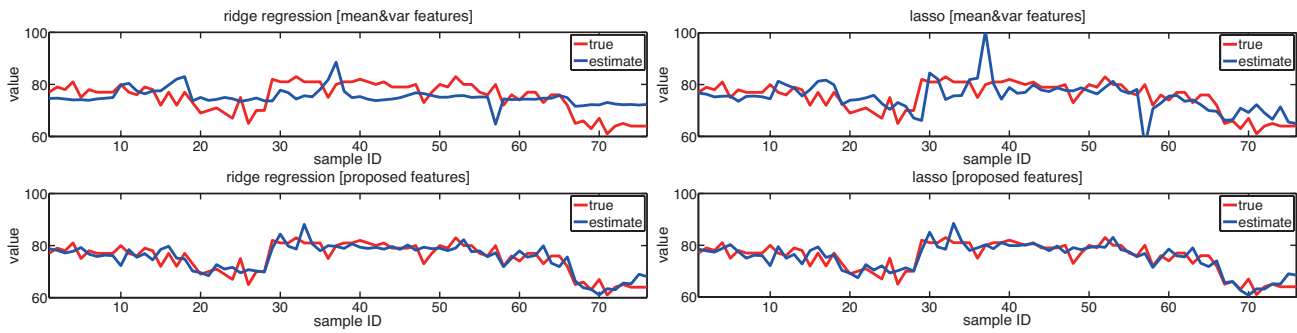 ridge regression [mean&var features]
value
100
80
60
true
estimate
10 20 30 40 50 60 70
sample ID
lasso [mean&var features]
value
100
80
60
true
estimate
10 20 30 40 50 60 70
sample ID
ridge regression [proposed features]
value
100
80
60
true
estimate
10 20 30 40 50 60 70
sample ID
lasso [proposed features]
value
100
80
60
true
estimate
10 20 30 40 50 60 70
sample ID